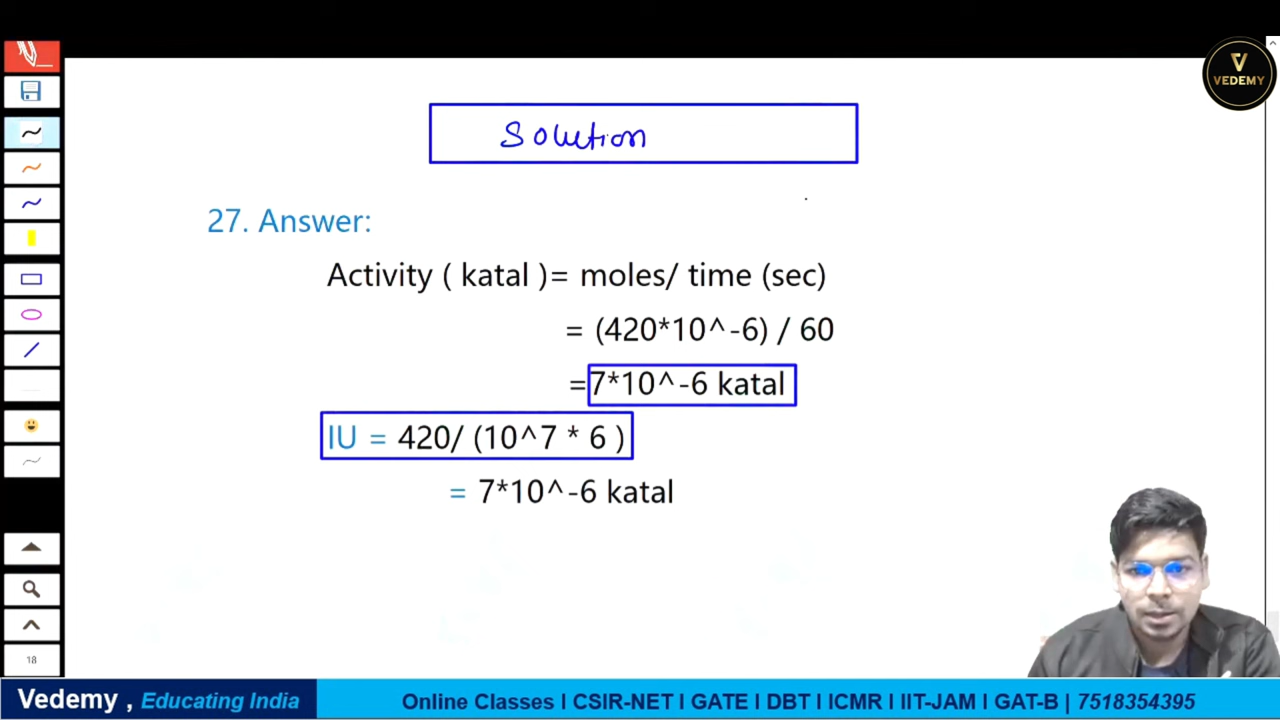 V
VEDEMY
Solution
27. Answer:
Activity ( katal )= moles/ time (sec)
= (420*10^-6) / 60
=7*10^-6 katal
IU = 420/ (10^7 * 6 )
= 7*10^-6 katal
18
Vedemy , Educating India
Online Classes I CSIR-NET I GATE I DBT I ICMR I IIT-JAM I GAT-B | 7518354395